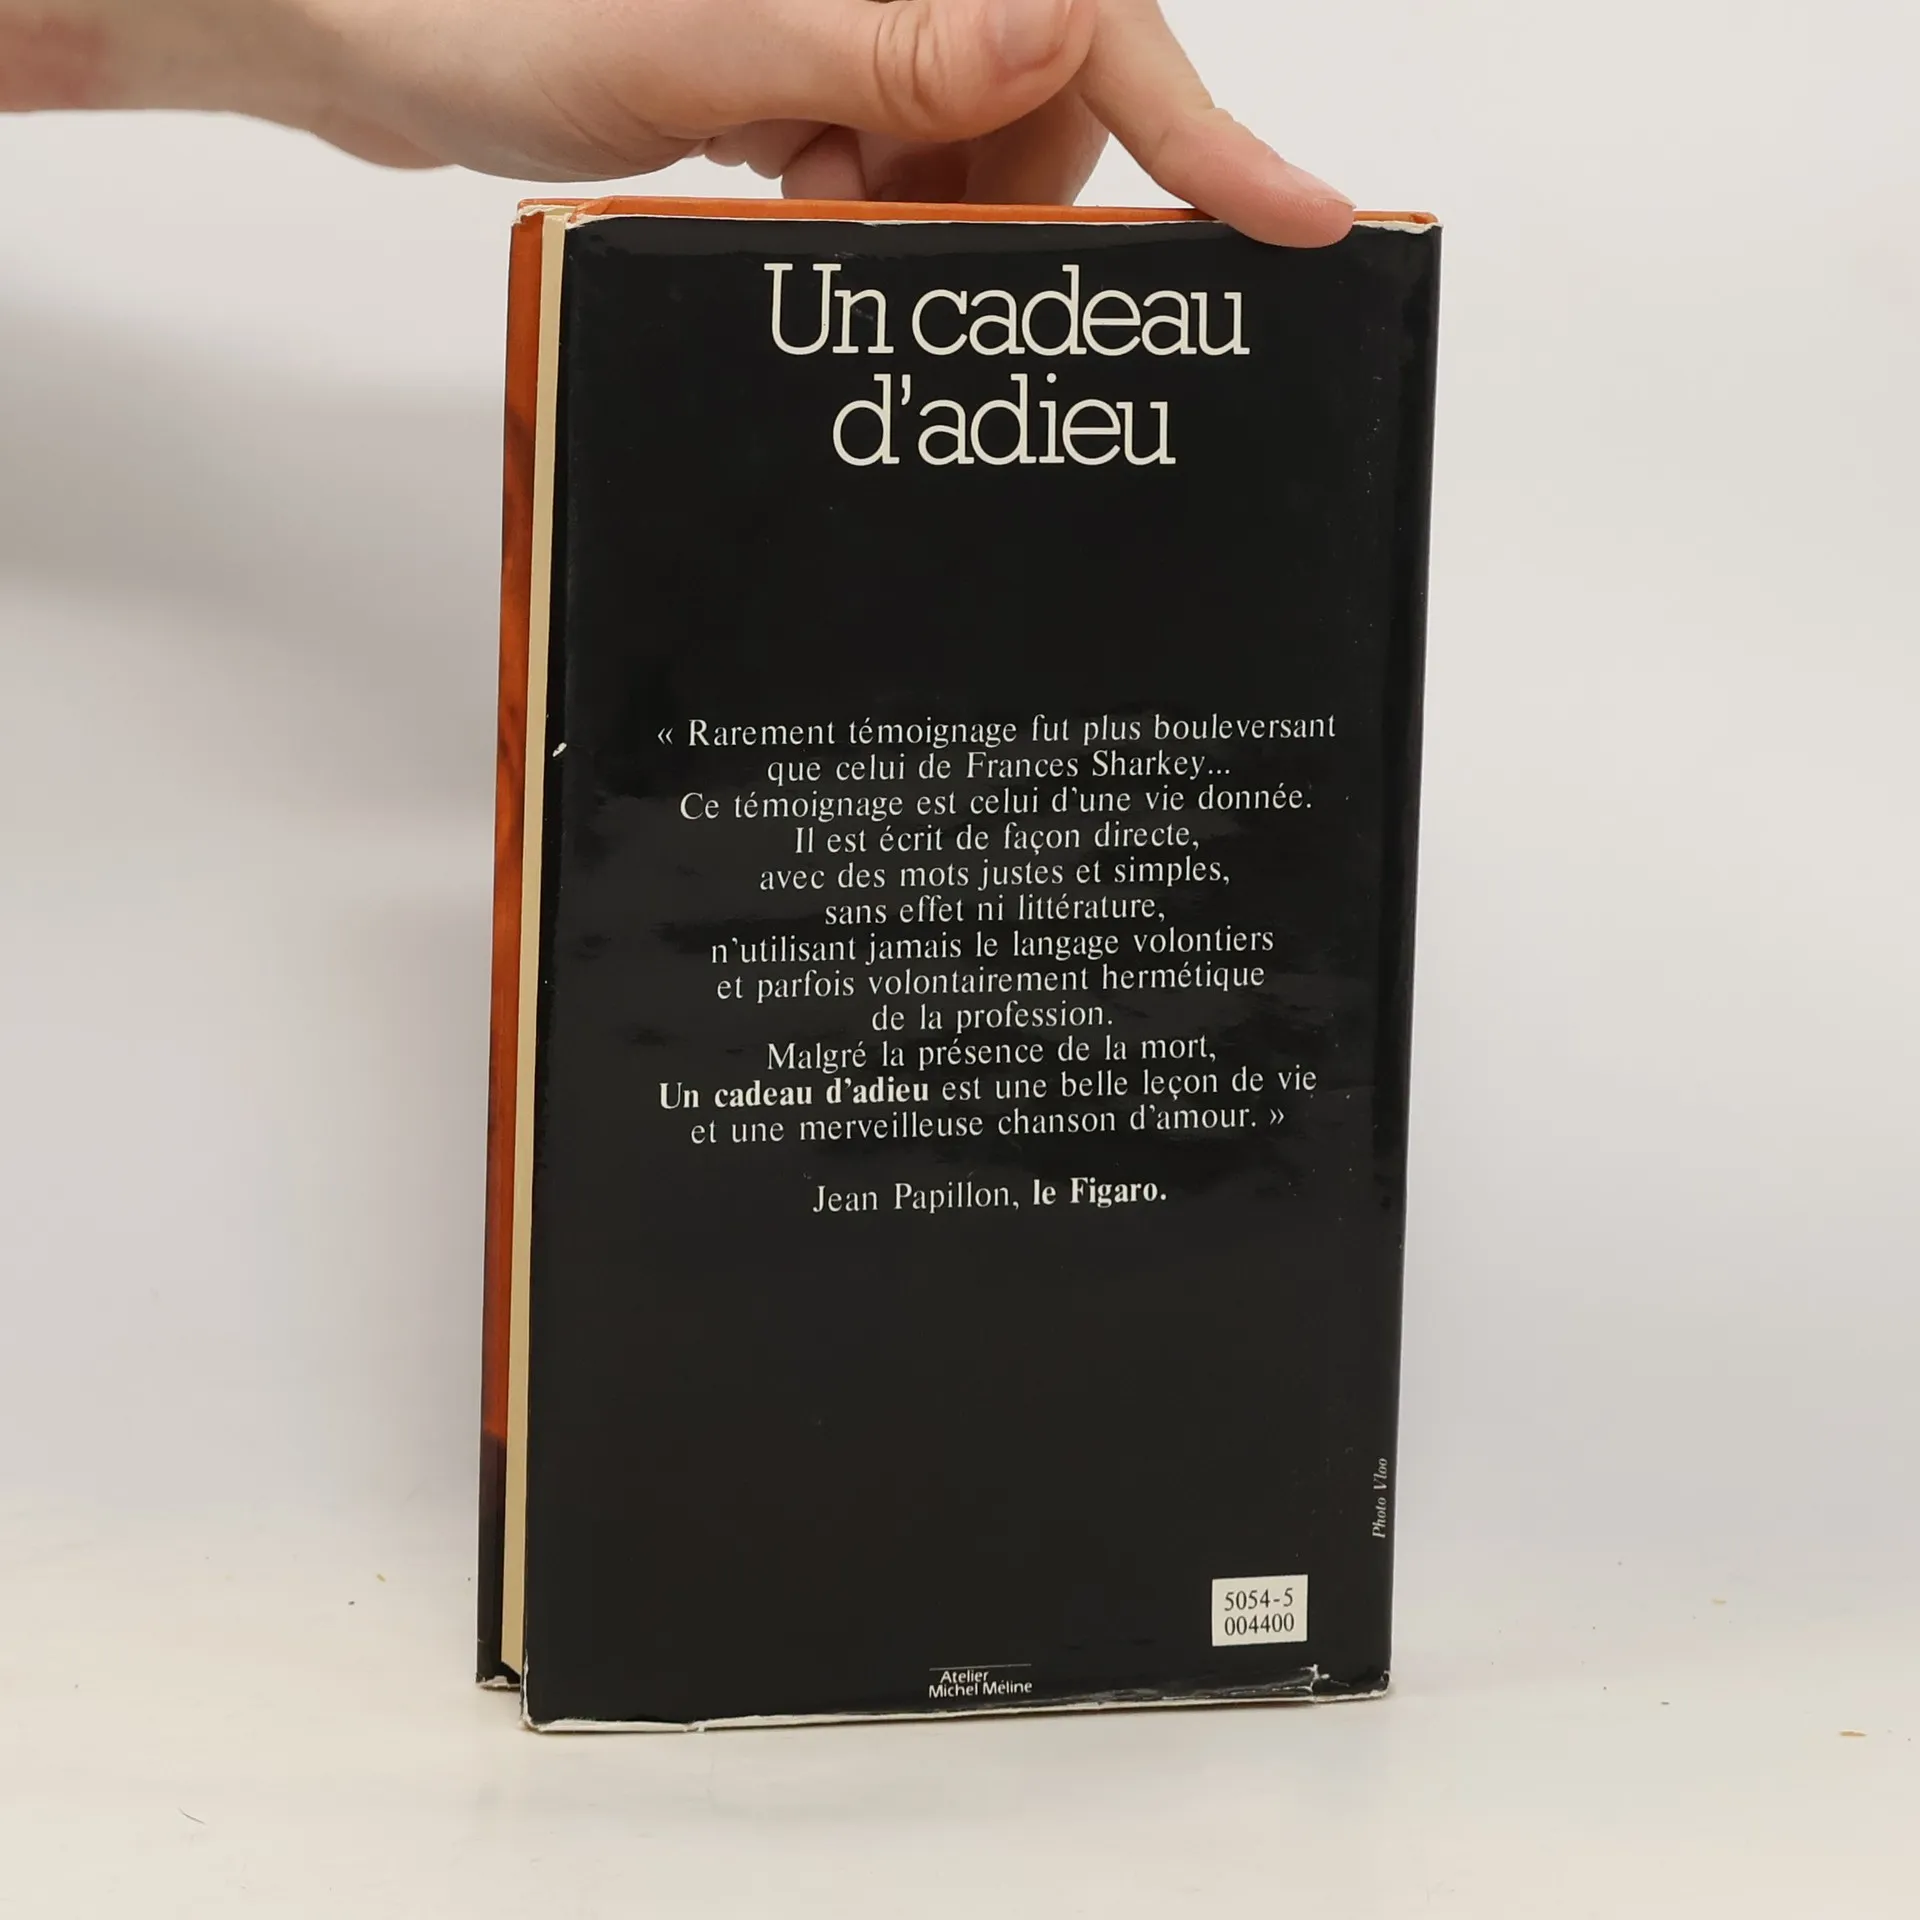 Un cadeau
d'adieu
« Rarement témoignage fut plus bouleversant
que celui de Frances Sharkey...
Ce témoignage est celui d'une vie donnée.
Il est écrit de façon directe,
avec des mots justes et simples,
sans effet ni littérature,
n'utilisant jamais le langage volontiers
et parfois volontairement hermétique
de la profession.
Malgré la présence de la mort,
Un cadeau d'adieu est une belle leçon de vie
et une merveilleuse chanson d'amour. »
Jean Papillon, le Figaro.
Photo Vloo
5054-5
004400
Atelier
Michel Méline